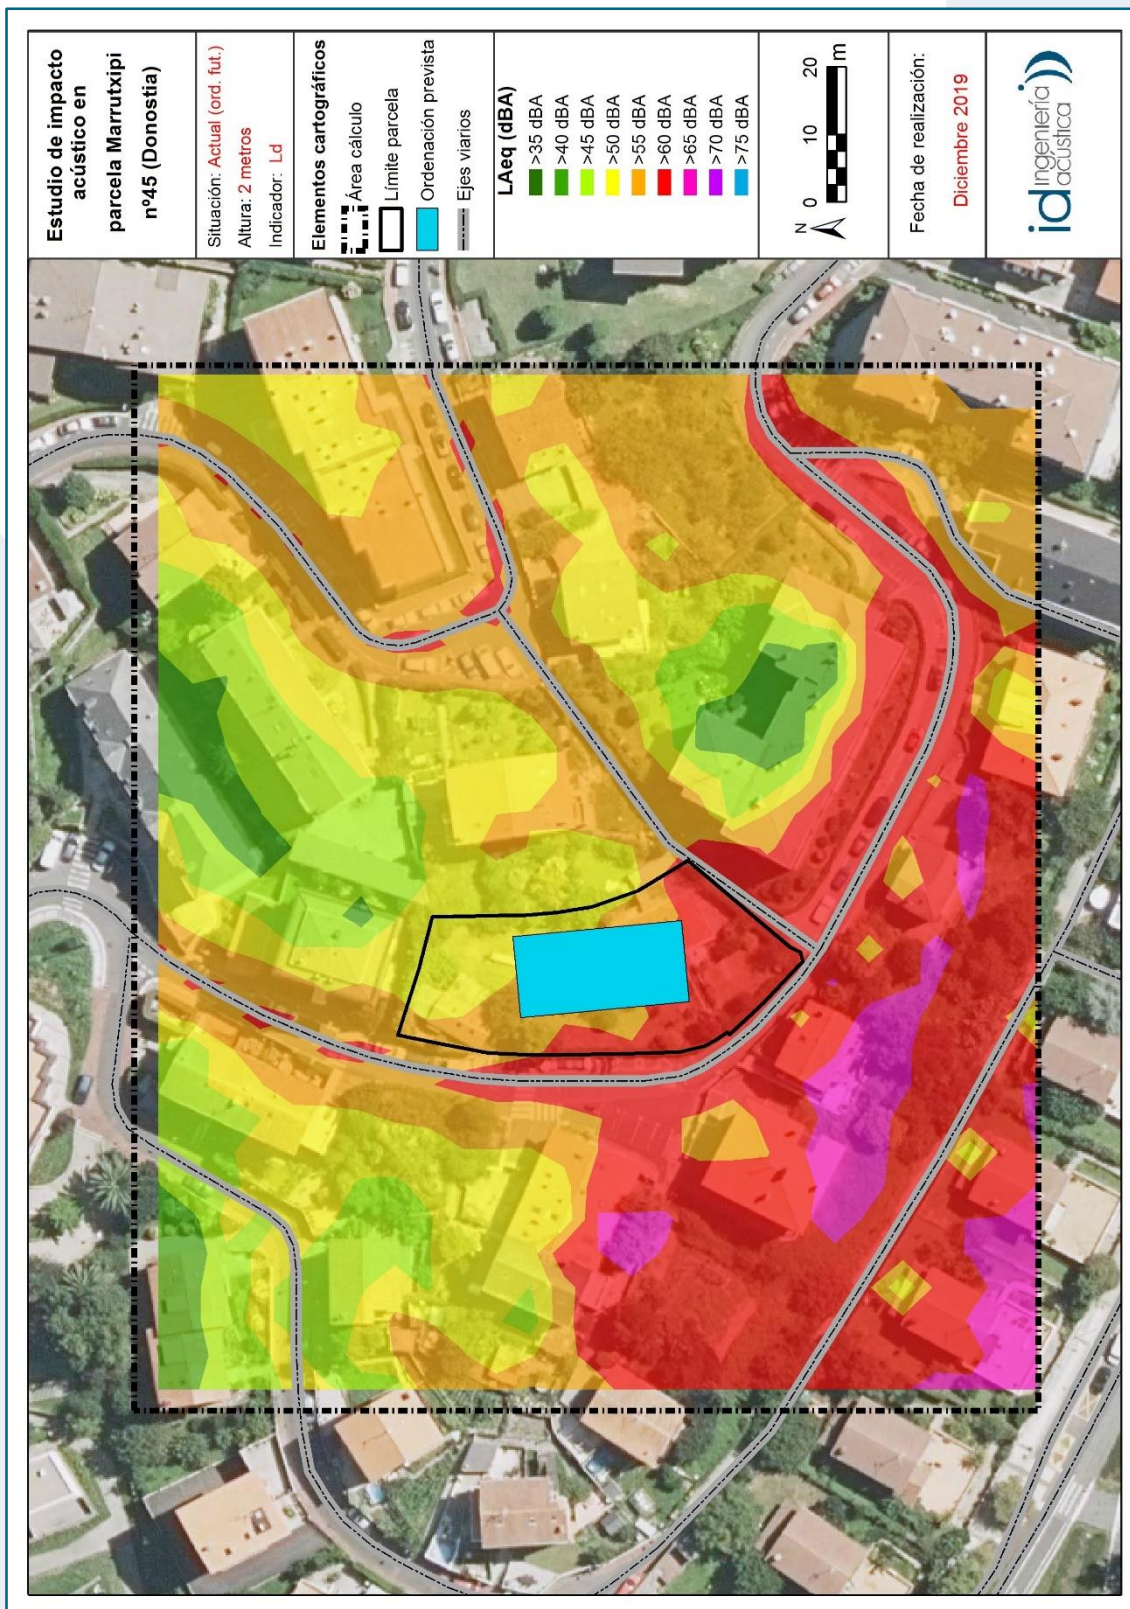 Estudio de impacto
acústico en
parcela Marrutxipi
nº45 (Donostia)
Situación: Actual (ord. fut.)
Altura: 2 metros
Indicador: Ld
Elementos cartográficos
Área cálculo
Límite parcela
Ordenación prevista
Ejes viarios
LAeq (dBA)
>35 dBA
>40 dBA
>45 dBA
>50 dBA
>55 dBA
>60 dBA
>65 dBA
>70 dBA
>75 dBA
N
0 10 20
m
Fecha de realización:
Diciembre 2019
id Ingeniería
acústica